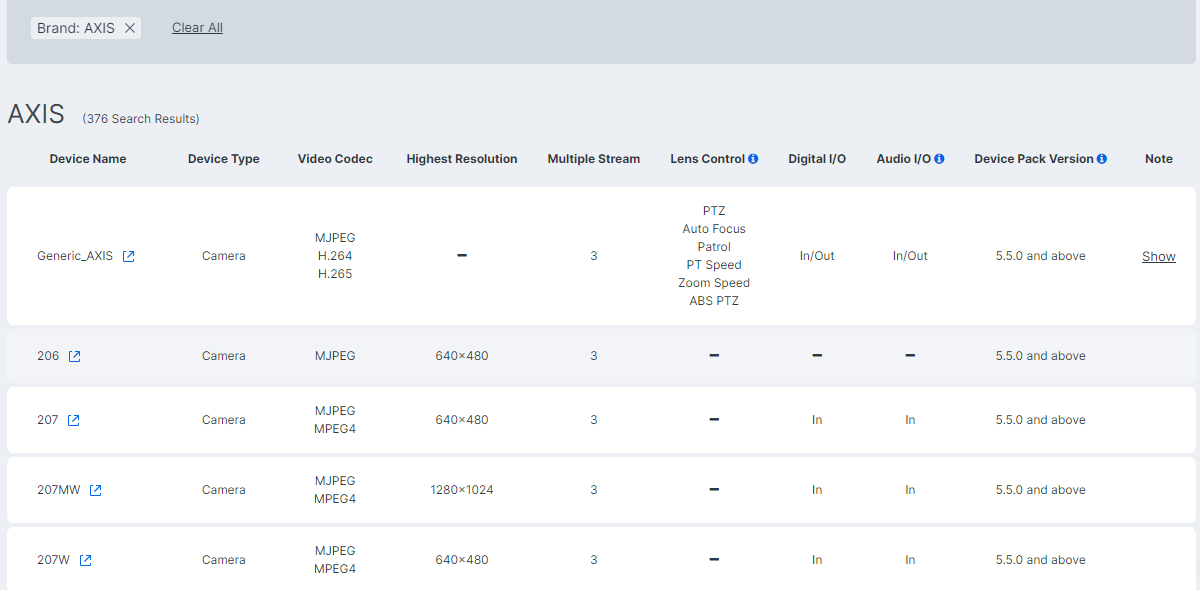 Brand: AXIS ×
Clear All
AXIS (376 Search Results)
Device Name Device Type Video Codec Highest Resolution Multiple Stream Lens Control Digital I/O Audio I/O Device Pack Version Note
Generic_AXIS Camera MJPEG H.264 H.265 – 3 PTZ Auto Focus Patrol PT Speed Zoom Speed ABS PTZ In/Out In/Out 5.5.0 and above Show
206 Camera MJPEG 640×480 3 – – – 5.5.0 and above
207 Camera MJPEG MPEG4 640×480 3 – In In 5.5.0 and above
207MW Camera MJPEG MPEG4 1280×1024 3 – In In 5.5.0 and above
207W Camera MJPEG MPEG4 640×480 3 – In In 5.5.0 and above